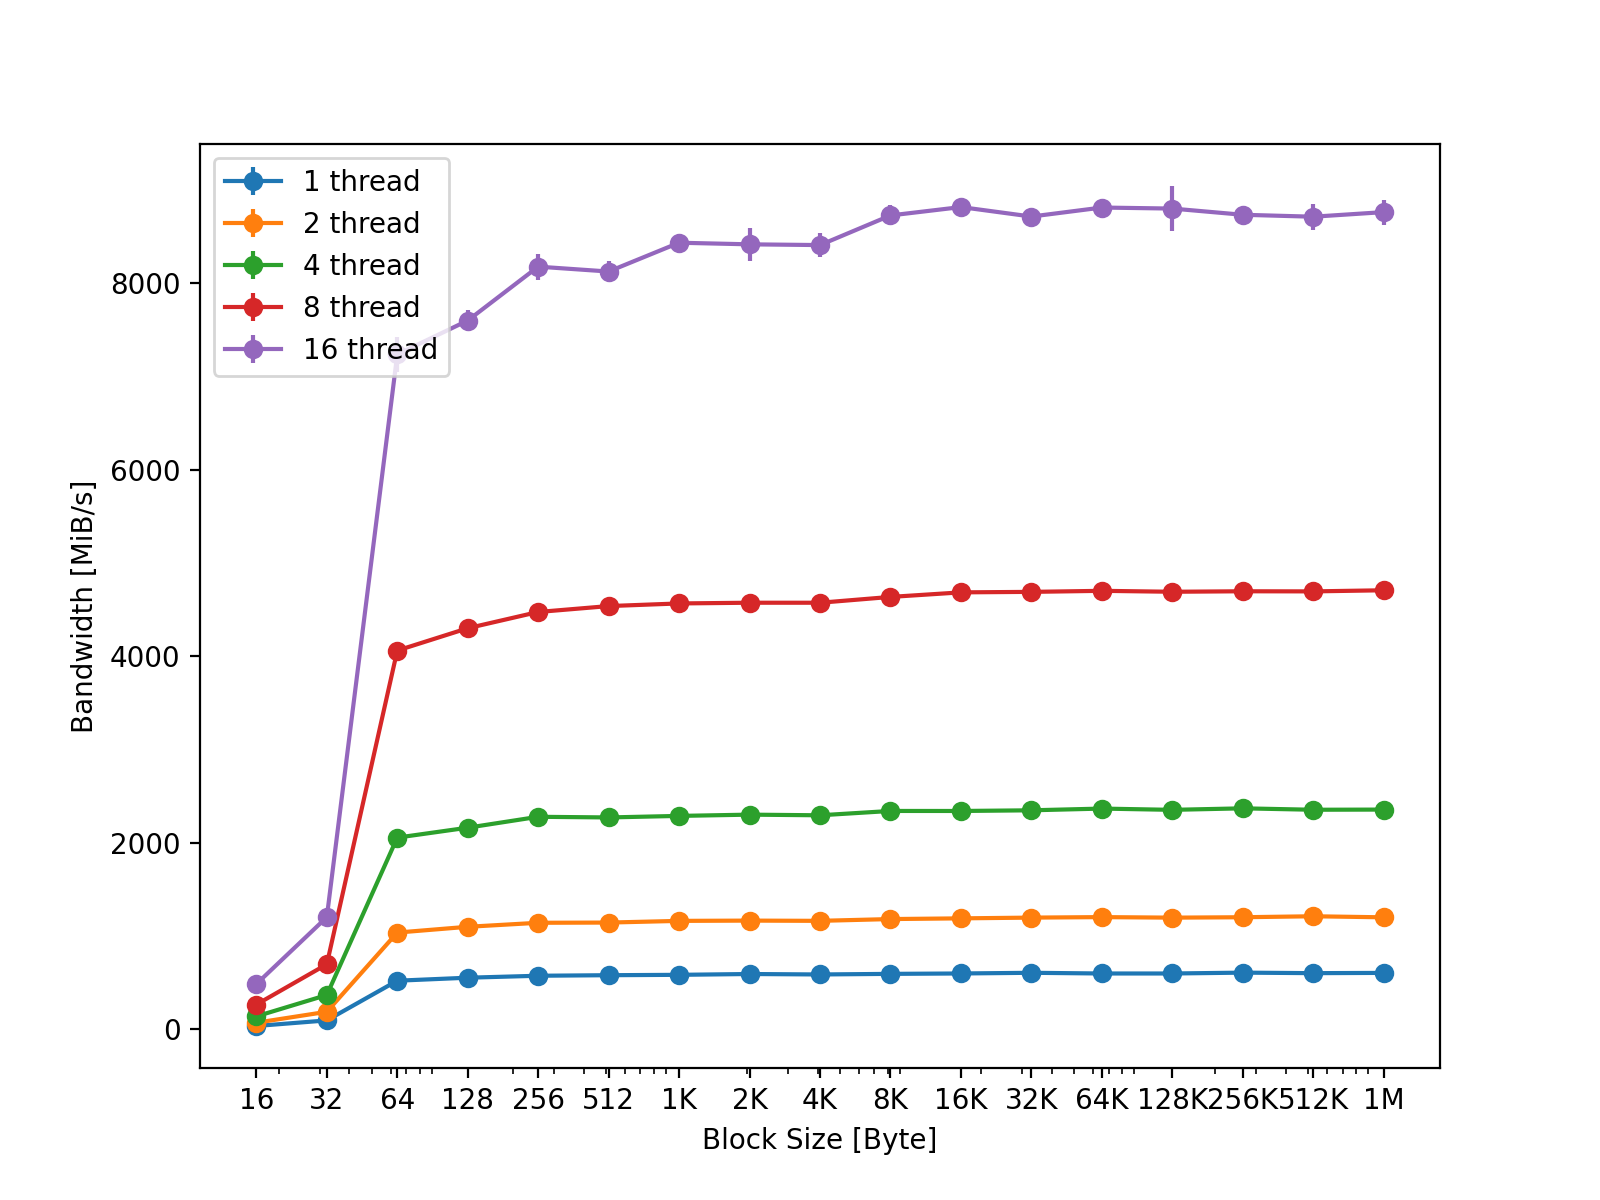 1 thread
2 thread
4 thread
8 thread
16 thread
8000
6000
4000
2000
0
Bandwidth [MiB/s]
16 32 64 128 256 512 1K 2K 4K 8K 16K 32K 64K 128K 256K 512K 1M
Block Size [Byte]